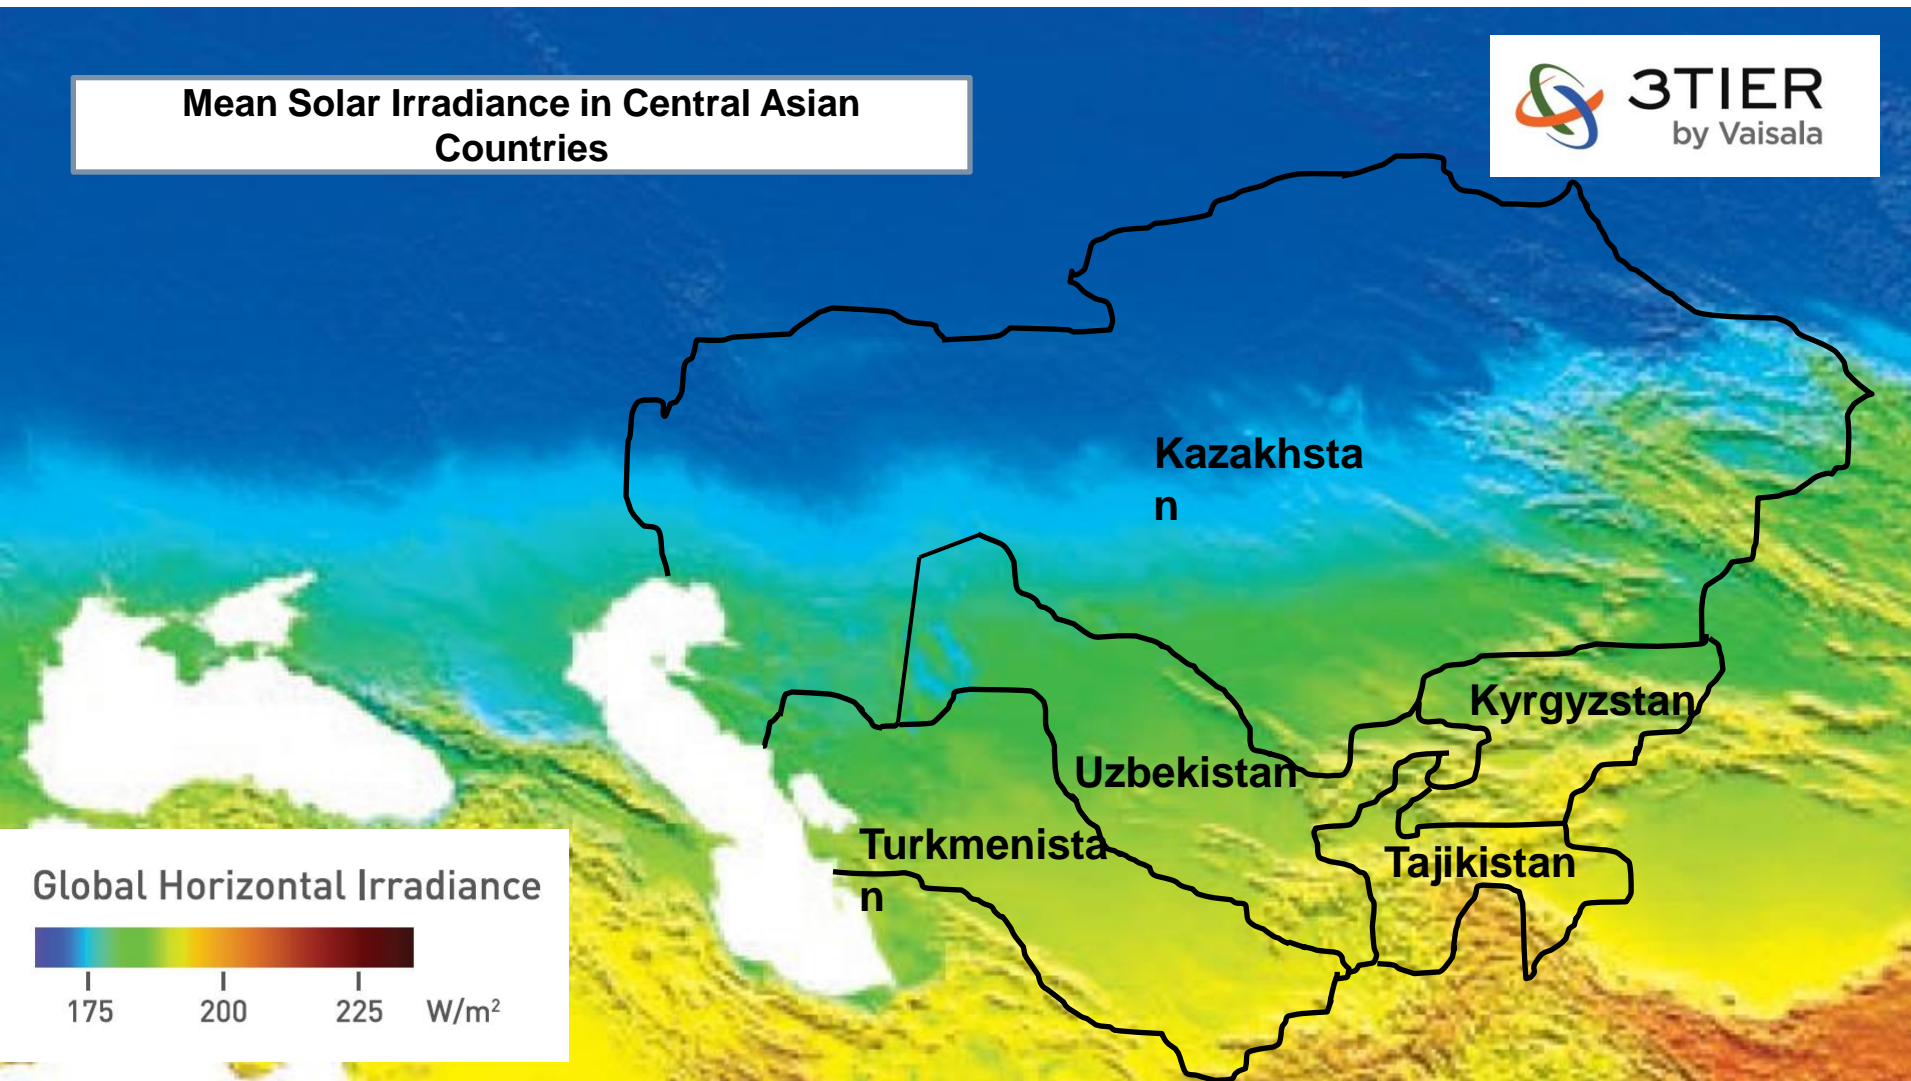 Mean Solar Irradiance in Central Asian
Countries
3TIER
by Vaisala
Kazakhsta
n
Kyrgyzstan
Uzbekistan
Turkmenista
n
Tajikistan
Global Horizontal Irradiance
175 200 225 W/m²